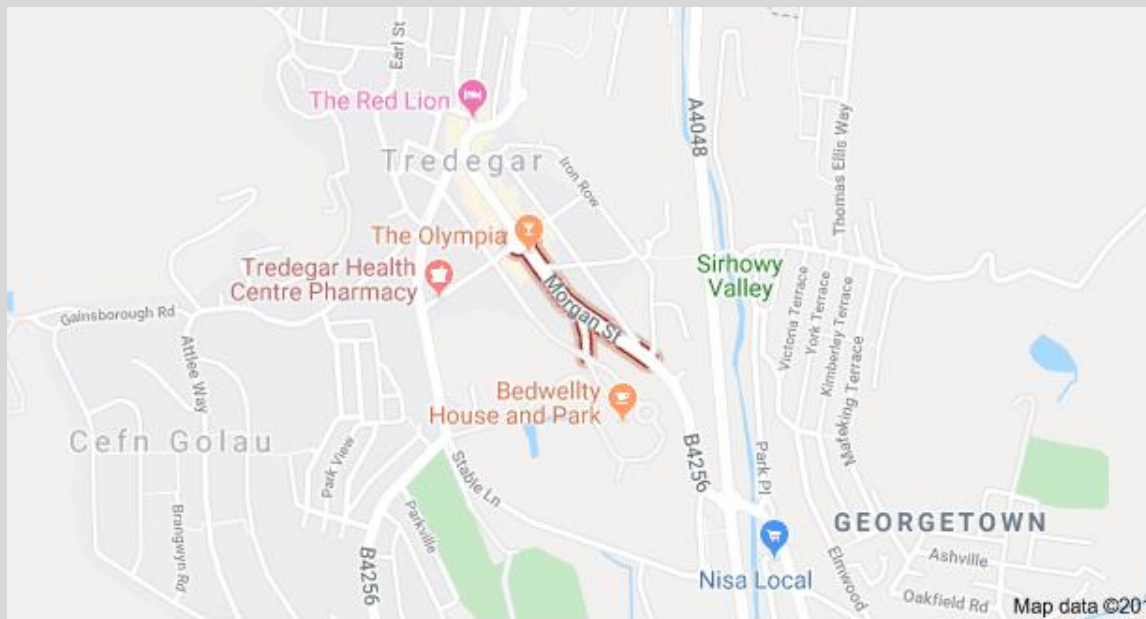 Earl St
The Red Lion
A4048
Tredegar
Iron Row
Thomas Ellis Way
The Olympia
Tredegar Health
Centre Pharmacy
Sirhowy
Valley
Morgan St
Gainsborough Rd
Victoria Terrace
York Terrace
Kimberley Terrace
Mafeking Terrace
Attlee Way
Bedwellty
House and Park
Cefn Golau
Park View
B4256
Park Pl
Stable Ln
Brangwyn Rd
Parkville
GEORGETOWN
B4256
Nisa Local
Elmwood
Ashville
Oakfield Rd
Map data ©201